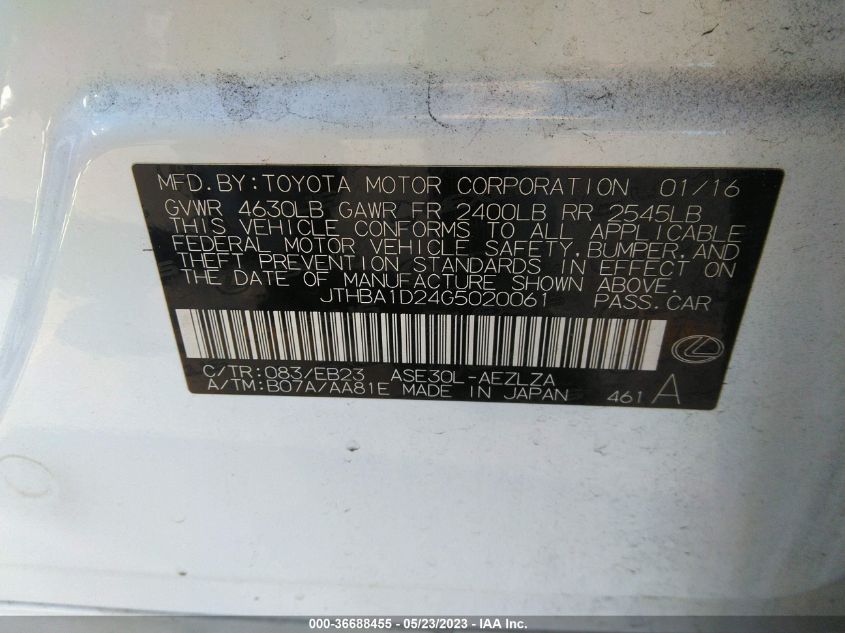 MFD.BY:TOYOTA MOTOR CORPORATION 01/16
GVWR 4630LB GAWR FR 2400LB RR 2545LB
THIS VEHICLE CONFORMS TO ALL APPLICABLE
FEDERAL MOTOR VEHICLE SAFETY,BUMPER,AND
THEFT PREVENTION STANDARDS IN EFFECT ON
THE DATE OF MANUFACTURE SHOWN ABOVE.
JTHBA1D24G5020061 PASS.CAR
C/TR:083/EB23 ASE30L-AEZLZA
A/TM:B07A/AA81E MADE IN JAPAN 461 A
000-36688455 - 05/23/2023 - IAA Inc.